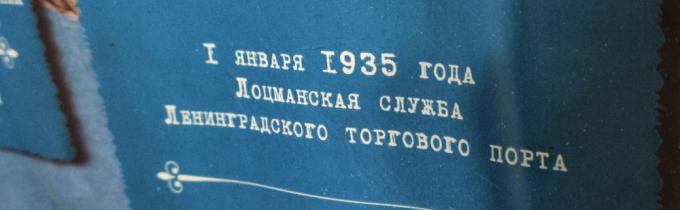 1 января 1935 года
Лоцманская служба
Ленинградского торгового порта